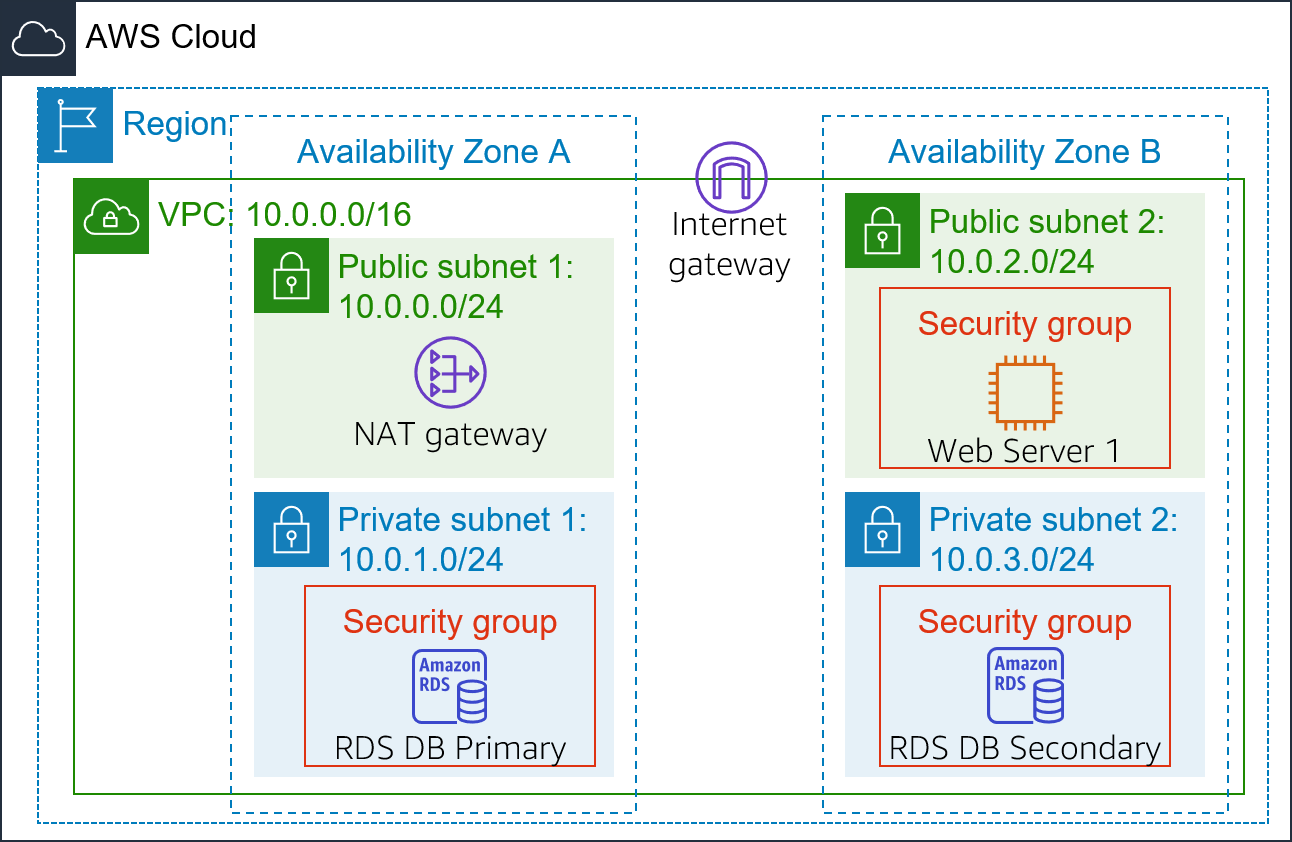 AWS Cloud
Region
Availability Zone A
Availability Zone B
VPC: 10.0.0.0/16
Internet
gateway
Public subnet 1:
10.0.0.0/24
NAT gateway
Public subnet 2:
10.0.2.0/24
Security group
Web Server 1
Private subnet 1:
10.0.1.0/24
Security group
Amazon
RDS
RDS DB Primary
Private subnet 2:
10.0.3.0/24
Security group
Amazon
RDS
RDS DB Secondary